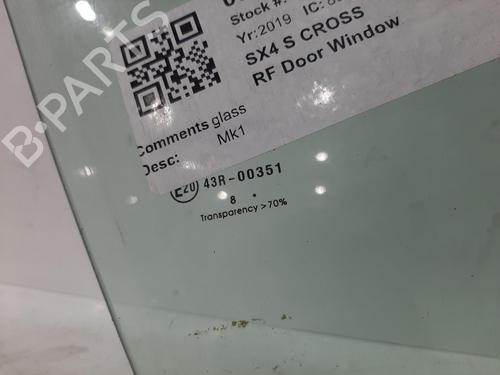 Stock #:
Yr:2019 IC:
SX4 S CROSS
RF Door Window
Comments glass
Desc: Mk1
E20 43R-00351
8 .
Transparency >70%
B-PARTS